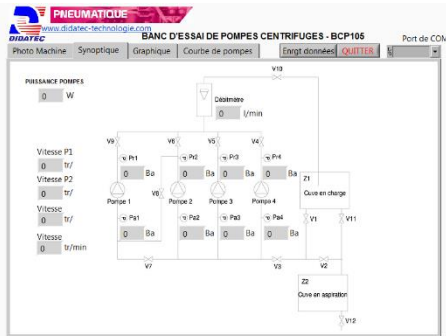 PNEUMATIQUE
www.didatec-technologie.com
DIDATEC
BANC D'ESSAI DE POMPES CENTRIFUGES - BCP105
Port de COM
Photo Machine Synoptique Graphique Courbe de pompes Enrgt données QUITTER
V10
PUISSANCE POMPES
0 W
Débitmètre
0 l/min
V9 V6 V5 V4
Vitesse P1
0 tr/
Vitesse P2
0 tr/
Vitesse
0 tr/
Vitesse
0 tr/min
Pr1 Pr2 Pr3 Pr4
0 Ba 0 Ba 0 Ba 0 Ba
V8
Pompe 1 Pompe 2 Pompe 3 Pompe 4
Pa1 Pa2 Pa3 Pa4
0 Ba 0 Ba 0 Ba 0 Ba
Z1
Cuve en charge
V1 V11
V7 V3 V2
Z2
Cuve en aspiration
V12